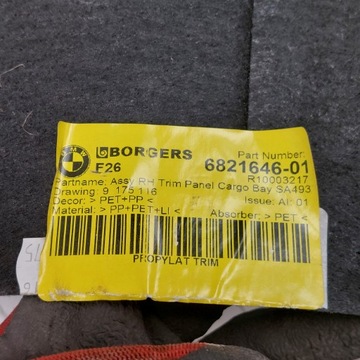 BORGERS
Part Number:
F26
6821646-01
R10003217
Partname: Assy RH Trim Panel Cargo Bay SA493
Drawing: 9 175 116
Issue: AI: 01
Decor: > PET+PP <
Material: > PP+PET+LI <
Absorber: > PET <
PROPYLAT TRIM